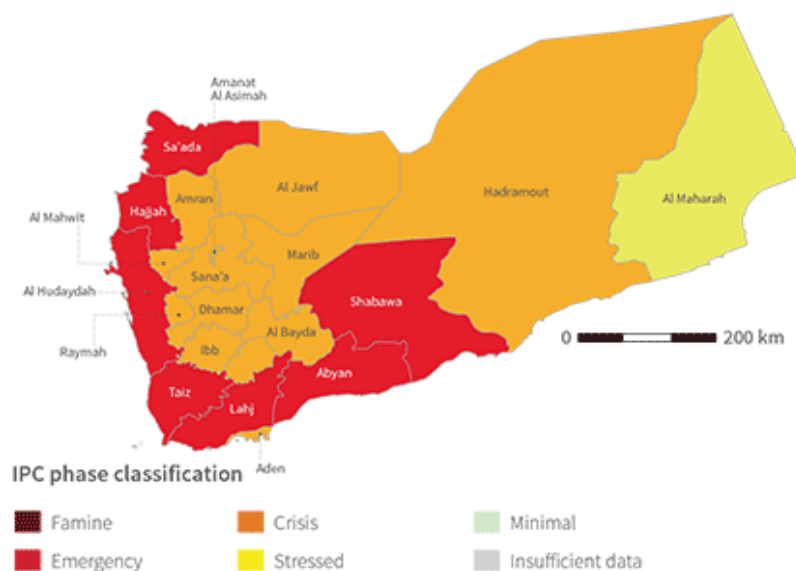 Amanat
Al Asimah
Sa'ada
Al Jawf
Amran
Hadramout
Al Maharah
Hajjah
Al Mahwit
Marib
Sana'a
Al Hudaydah
Shabawa
Dhamar
Al Bayda
0 200 km
Raymah
Ibb
Abyan
Taiz
Lahj
Aden
IPC phase classification
Famine Crisis Minimal
Emergency Stressed Insufficient data